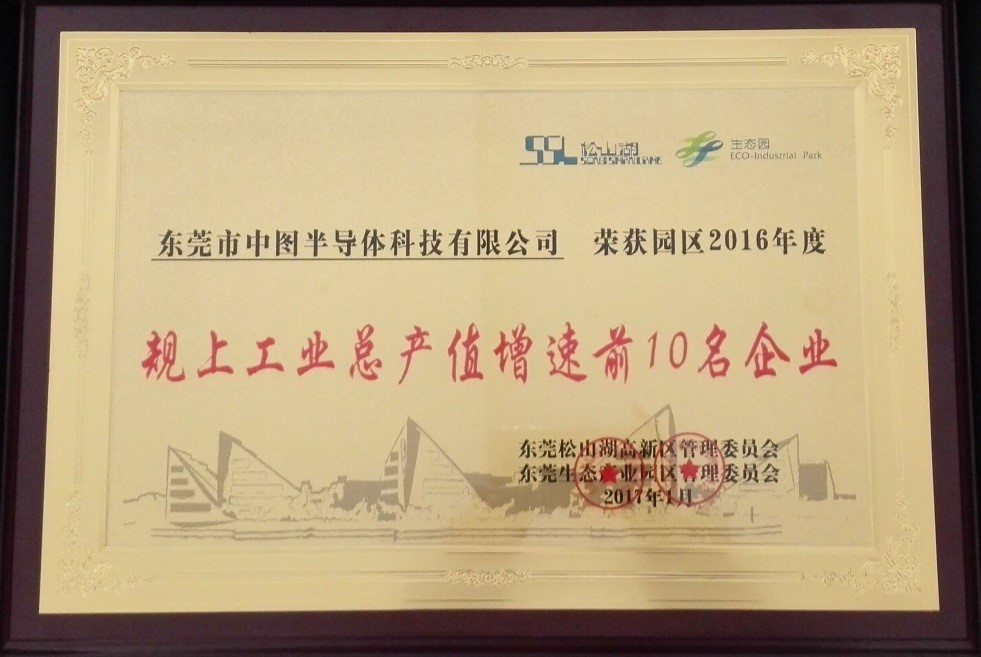 SSL 松山湖 生态园
SONGSHAN LAKE ECO-Industrial Park
东莞市中图半导体科技有限公司 荣获园区2016年度
规上工业总产值增速前10名企业
东莞松山湖高新区管理委员会
东莞生态产业园区管理委员会
2017年1月